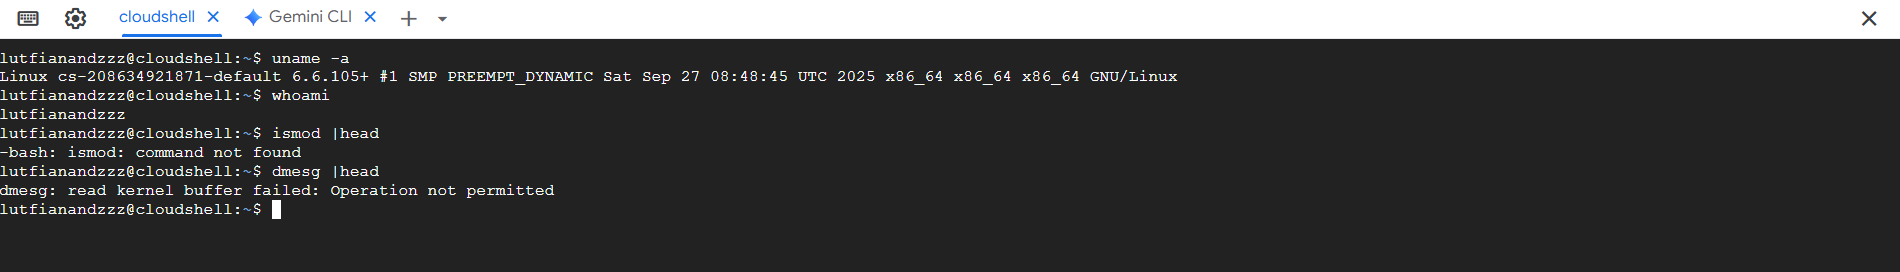 cloudshell Gemini CLI
lutfianandzzz@cloudshell:~$ uname -a
Linux cs-208634921871-default 6.6.105+ #1 SMP PREEMPT_DYNAMIC Sat Sep 27 08:48:45 UTC 2025 x86_64 x86_64 x86_64 GNU/Linux
lutfianandzzz@cloudshell:~$ whoami
lutfianandzzz
lutfianandzzz@cloudshell:~$ ismod |head
-bash: ismod: command not found
lutfianandzzz@cloudshell:~$ dmesg |head
dmesg: read kernel buffer failed: Operation not permitted
lutfianandzzz@cloudshell:~$